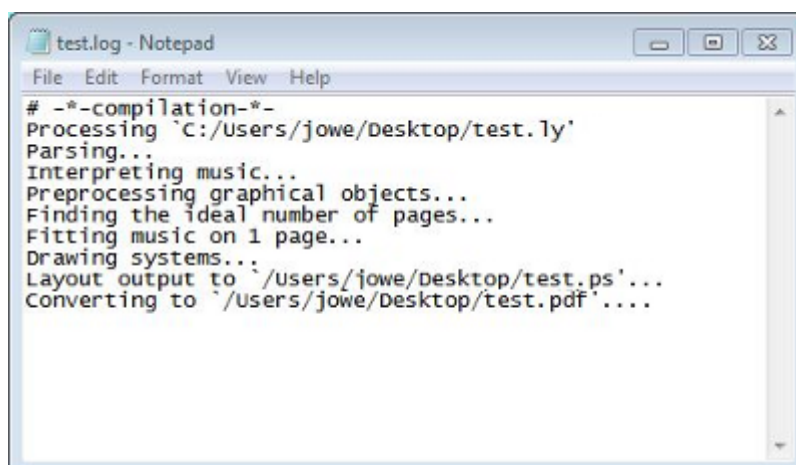 test.log - Notepad
File Edit Format View Help
# -*-compilation-*-
Processing `C:/Users/jowe/Desktop/test.ly'
Parsing...
Interpreting music...
Preprocessing graphical objects...
Finding the ideal number of pages...
Fitting music on 1 page...
Drawing systems...
Layout output to `/Users/jowe/Desktop/test.ps'...
Converting to `/Users/jowe/Desktop/test.pdf'....